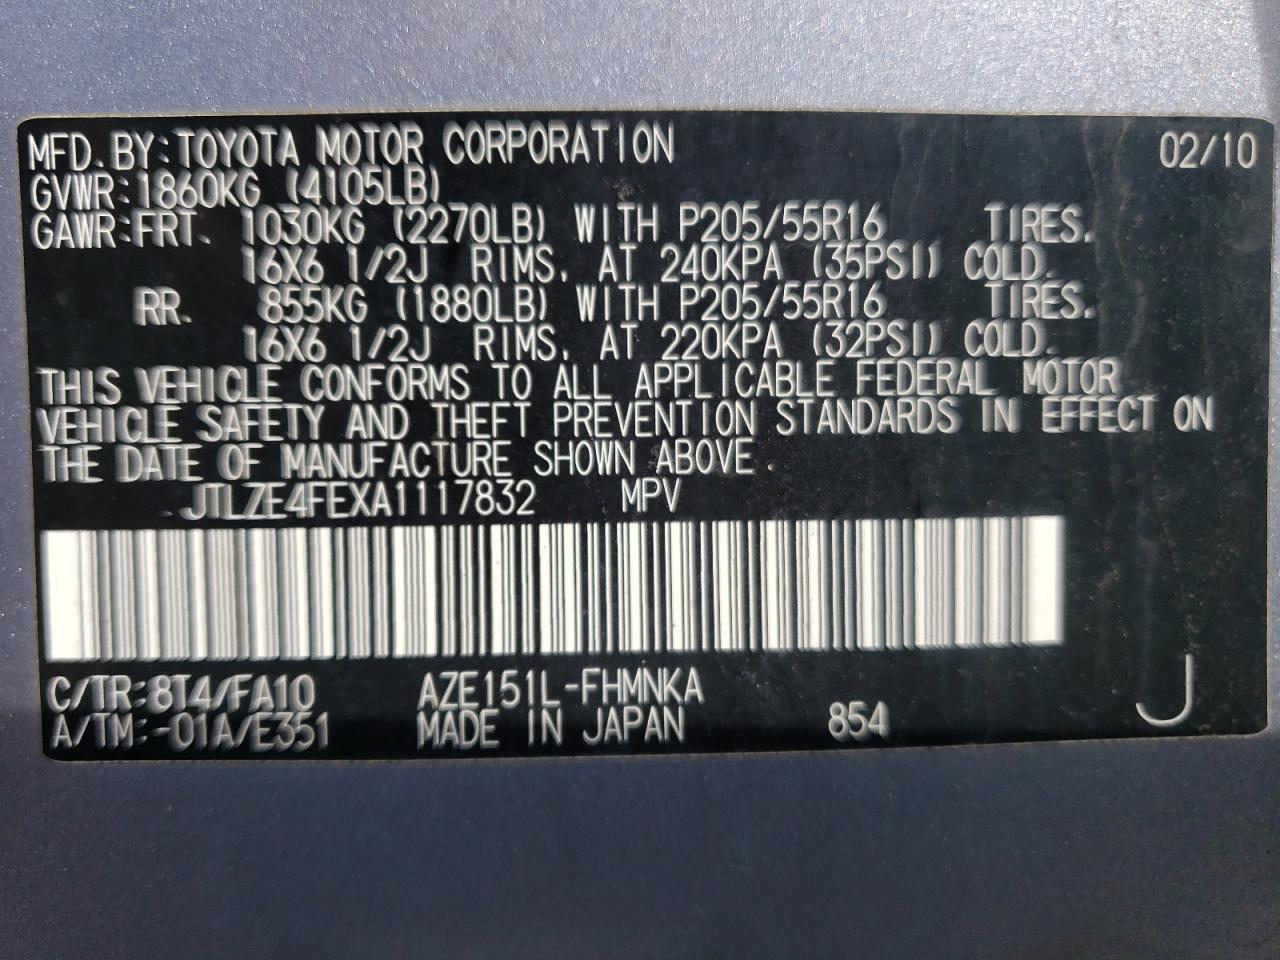 MFD. BY: TOYOTA MOTOR CORPORATION 02/10
GVWR: 1860KG (4105LB)
GAWR: FRT. 1030KG (2270LB) WITH P205/55R16 TIRES.
16X6 1/2J RIMS. AT 240KPA (35PSI) COLD.
RR. 855KG (1880LB) WITH P205/55R16 TIRES.
16X6 1/2J RIMS. AT 220KPA (32PSI) COLD.
THIS VEHICLE CONFORMS TO ALL APPLICABLE FEDERAL MOTOR
VEHICLE SAFETY AND THEFT PREVENTION STANDARDS IN EFFECT ON
THE DATE OF MANUFACTURE SHOWN ABOVE.
JTLZE4FEXA1117832 MPV
C/TR: 8T4/FA10 AZE151L-FHMNKA J
A/TM: -01A/E351 MADE IN JAPAN 854